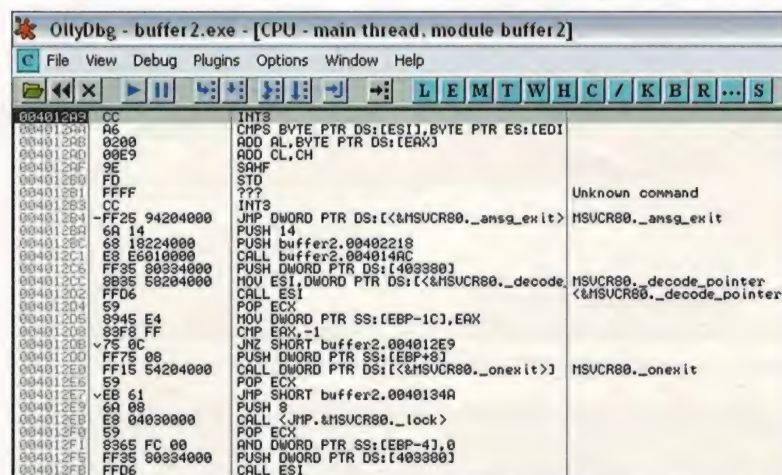 OllyDbg - buffer2.exe - [CPU - main thread, module buffer2]
C File View Debug Plugins Options Window Help
L E M T W H C / K B R ... S
004012A9 CC INT3
004012AA A6 CMPS BYTE PTR DS:[ESI],BYTE PTR ES:[EDI
004012AB 0200 ADD AL,BYTE PTR DS:[EAX]
004012AD 00E9 ADD CL,CH
004012AF 9E SAHF
004012B0 FD STD
004012B1 FFFF ??? Unknown command
004012B3 CC INT3
004012B4 -FF25 94204000 JMP DWORD PTR DS:[<&MSVCR80._amsg_exit> MSVCR80._amsg_exit
004012BA 6A 14 PUSH 14
004012BC 68 18224000 PUSH buffer2.00402218
004012C1 E8 E6010000 CALL buffer2.004014AC
004012C6 FF35 80334000 PUSH DWORD PTR DS:[403380]
004012CC 8B35 58204000 MOV ESI,DWORD PTR DS:[<&MSVCR80._decode_ MSVCR80._decode_pointer
004012D2 FFD6 CALL ESI <&MSVCR80._decode_pointer
004012D4 59 POP ECX
004012D5 8945 E4 MOV DWORD PTR SS:[EBP-1C],EAX
004012D8 83F8 FF CMP EAX,-1
004012DB 75 0C JNZ SHORT buffer2.004012E9
004012DD FF75 08 PUSH DWORD PTR SS:[EBP+8]
004012E0 FF15 54204000 CALL DWORD PTR DS:[<&MSVCR80._onexit>] MSVCR80._onexit
004012E6 59 POP ECX
004012E7 EB 61 JMP SHORT buffer2.0040134A
004012E9 6A 08 PUSH 8
004012EB E8 04030000 CALL <JMP.&MSVCR80._lock>
004012F0 59 POP ECX
004012F1 8365 FC 00 AND DWORD PTR SS:[EBP-4],0
004012F5 FF35 80334000 PUSH DWORD PTR DS:[403380]
004012FB FFD6 CALL ESI